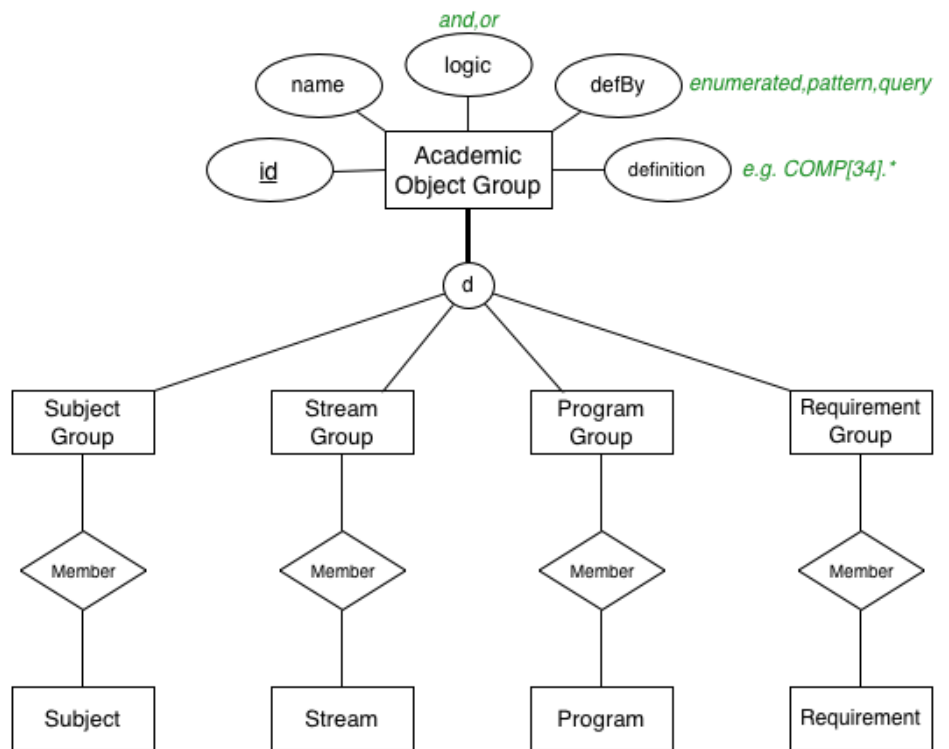 and,or
logic
name
defBy
enumerated,pattern,query
id
Academic
Object Group
definition
e.g. COMP[34].*
d
Subject
Group
Stream
Group
Program
Group
Requirement
Group
Member
Member
Member
Member
Subject
Stream
Program
Requirement